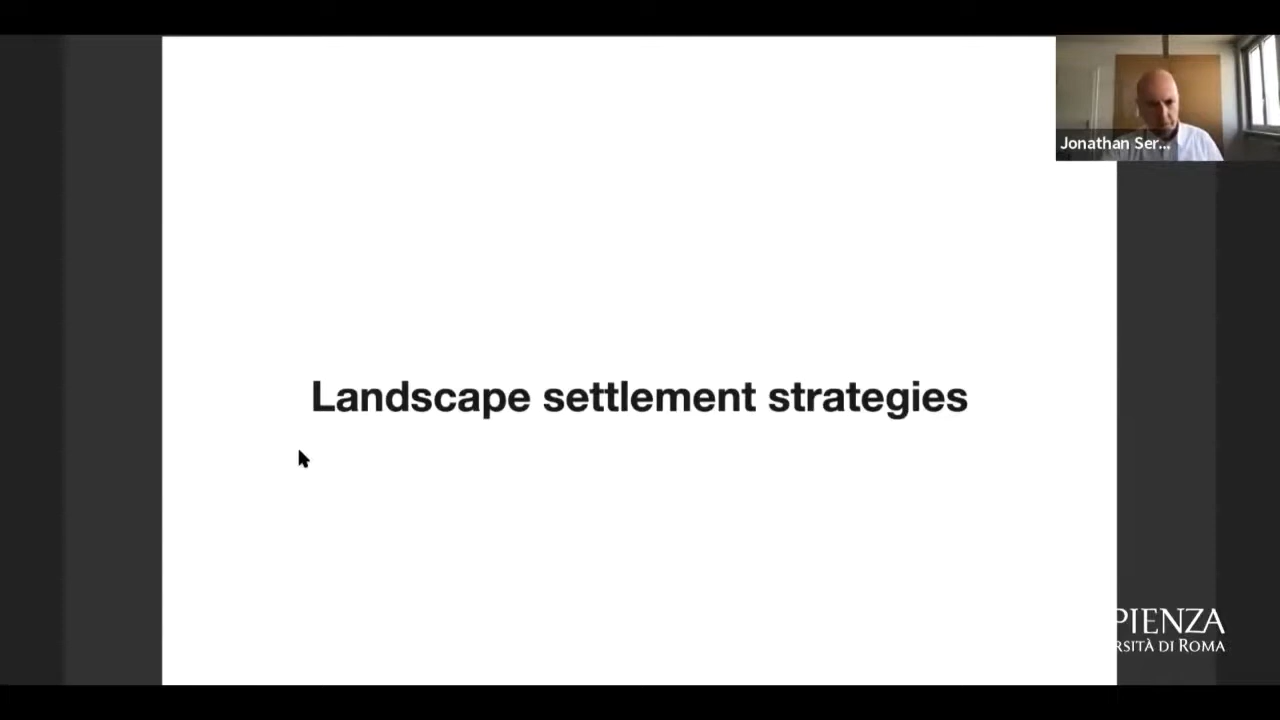 Jonathan Ser...
Landscape settlement strategies
PIENZA
RSITÀ DI ROMA